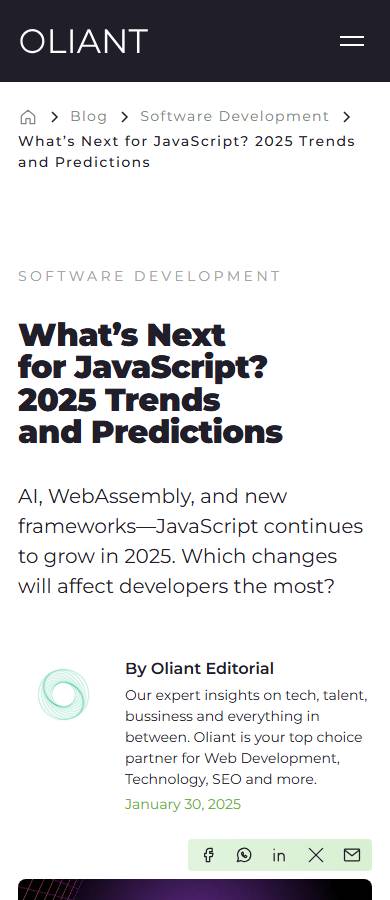 OLIANT
Blog
Software Development
What’s Next for JavaScript? 2025 Trends
and Predictions
SOFTWARE DEVELOPMENT
What’s Next
for JavaScript?
2025 Trends
and Predictions
AI, WebAssembly, and new
frameworks—JavaScript continues
to grow in 2025. Which changes
will affect developers the most?
By Oliant Editorial
Our expert insights on tech, talent,
bussiness and everything in
between. Oliant is your top choice
partner for Web Development,
Technology, SEO and more.
January 30, 2025